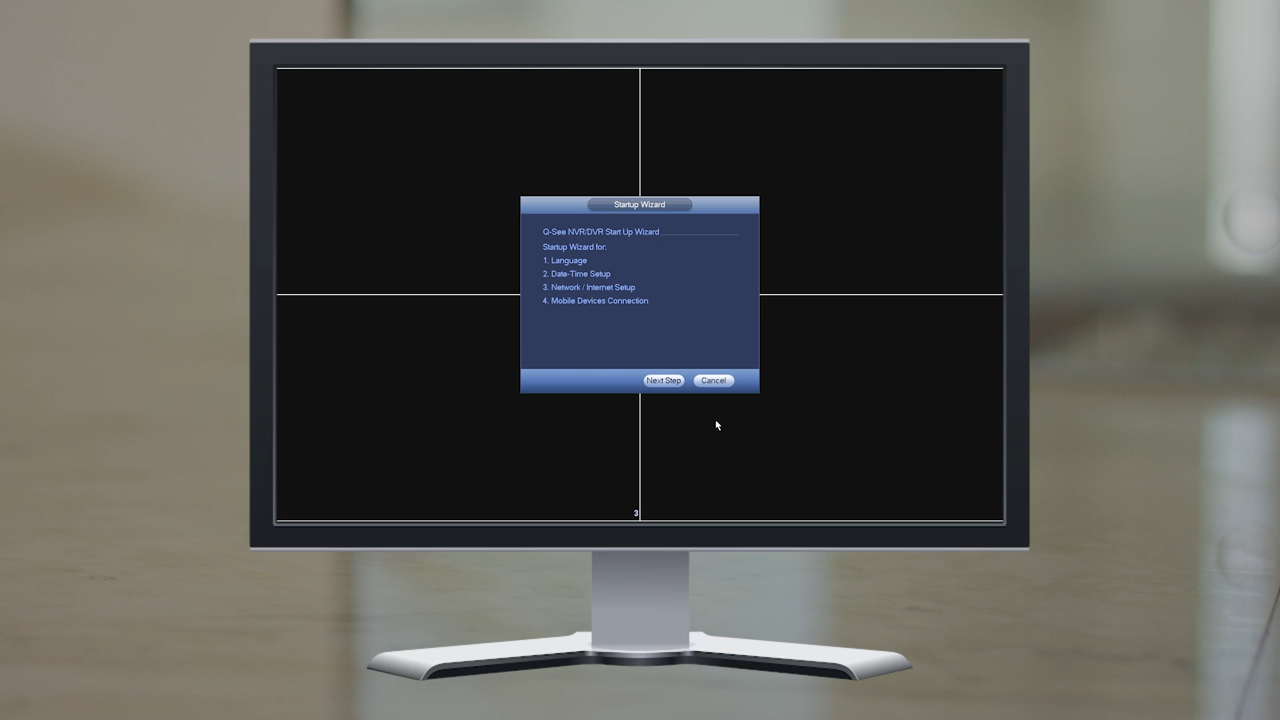 Startup Wizard
Q-See NVR/DVR Start Up Wizard
Startup Wizard for:
1. Language
2. Date-Time Setup
3. Network / Internet Setup
4. Mobile Devices Connection
Next Step
Cancel
3